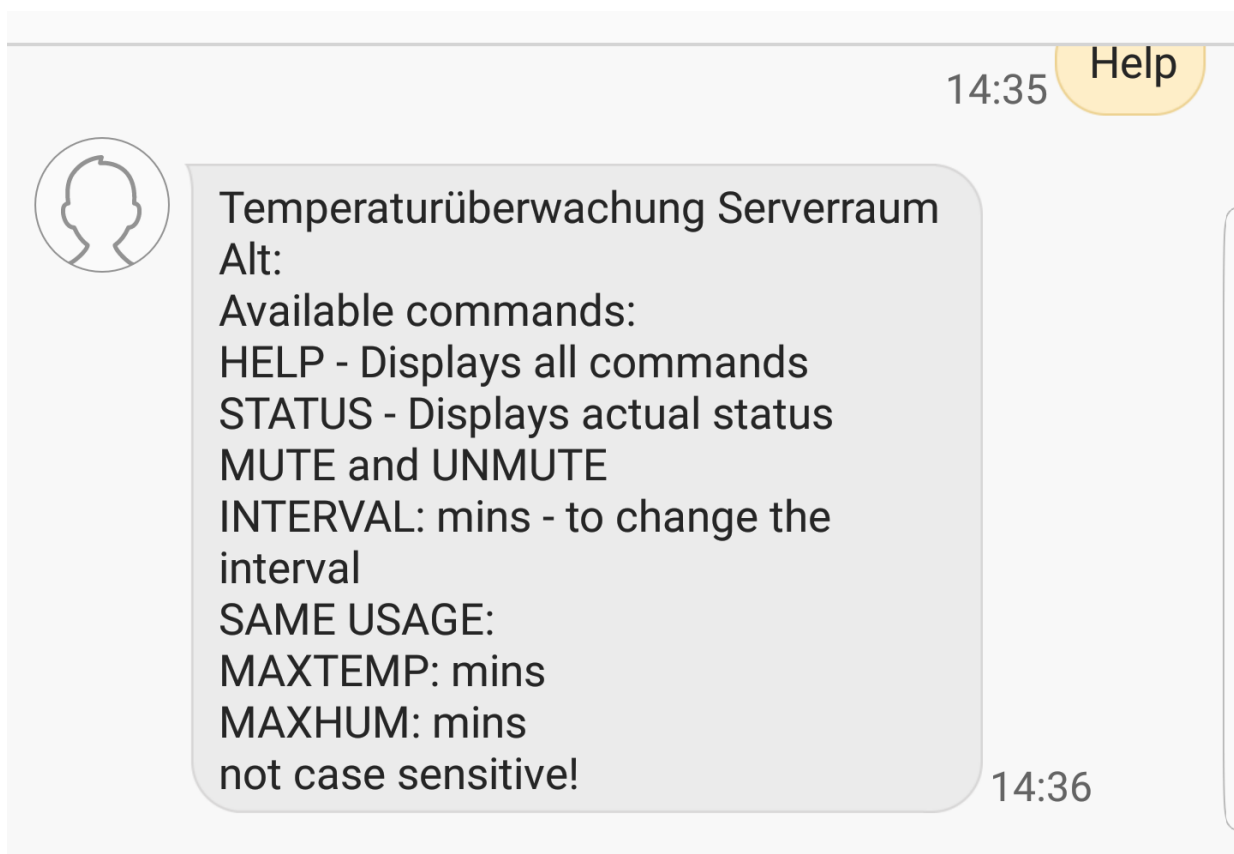 Help
14:35
Temperaturüberwachung Serverraum
Alt:
Available commands:
HELP - Displays all commands
STATUS - Displays actual status
MUTE and UNMUTE
INTERVAL: mins - to change the
interval
SAME USAGE:
MAXTEMP: mins
MAXHUM: mins
not case sensitive!
14:36